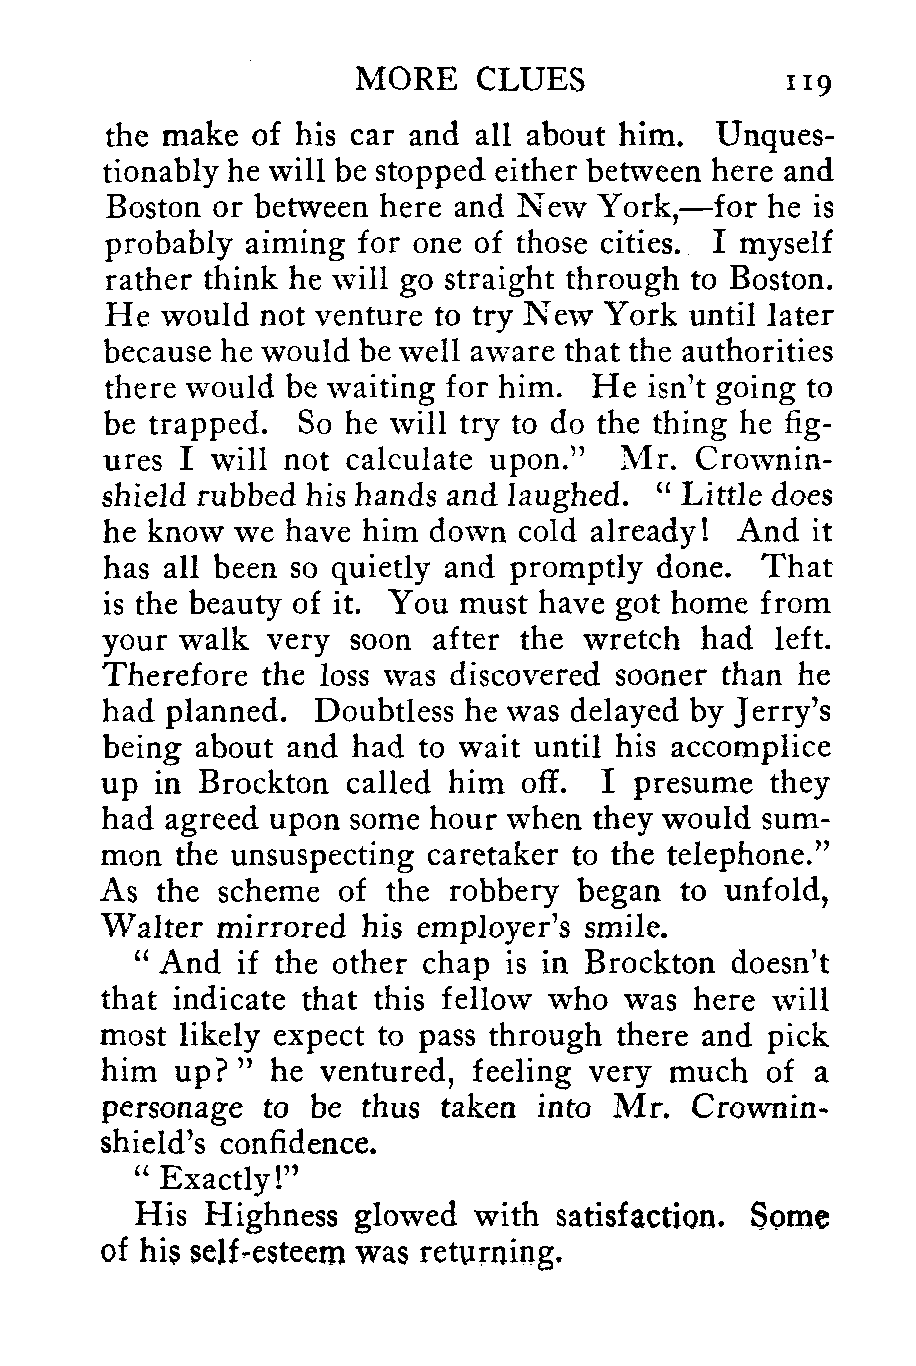 MORE CLUES 119
the make of his car and all about him. Unques-
tionably he will be stopped either between here and
Boston or between here and New York,—for he is
probably aiming for one of those cities. I myself
rather think he will go straight through to Boston.
He would not venture to try New York until later
because he would be well aware that the authorities
there would be waiting for him. He isn't going to
be trapped. So he will try to do the thing he fig-
ures I will not calculate upon." Mr. Crownin-
shield rubbed his hands and laughed. " Little does
he know we have him down cold already! And it
has all been so quietly and promptly done. That
is the beauty of it. You must have got home from
your walk very soon after the wretch had left.
Therefore the loss was discovered sooner than he
had planned. Doubtless he was delayed by Jerry's
being about and had to wait until his accomplice
up in Brockton called him off. I presume they
had agreed upon some hour when they would sum-
mon the unsuspecting caretaker to the telephone."
As the scheme of the robbery began to unfold,
Walter mirrored his employer's smile.
" And if the other chap is in Brockton doesn't
that indicate that this fellow who was here will
most likely expect to pass through there and pick
him up? " he ventured, feeling very much of a
personage to be thus taken into Mr. Crownin-
shield's confidence.
" Exactly!"
His Highness glowed with satisfaction. Some
of his self-esteem was returning.